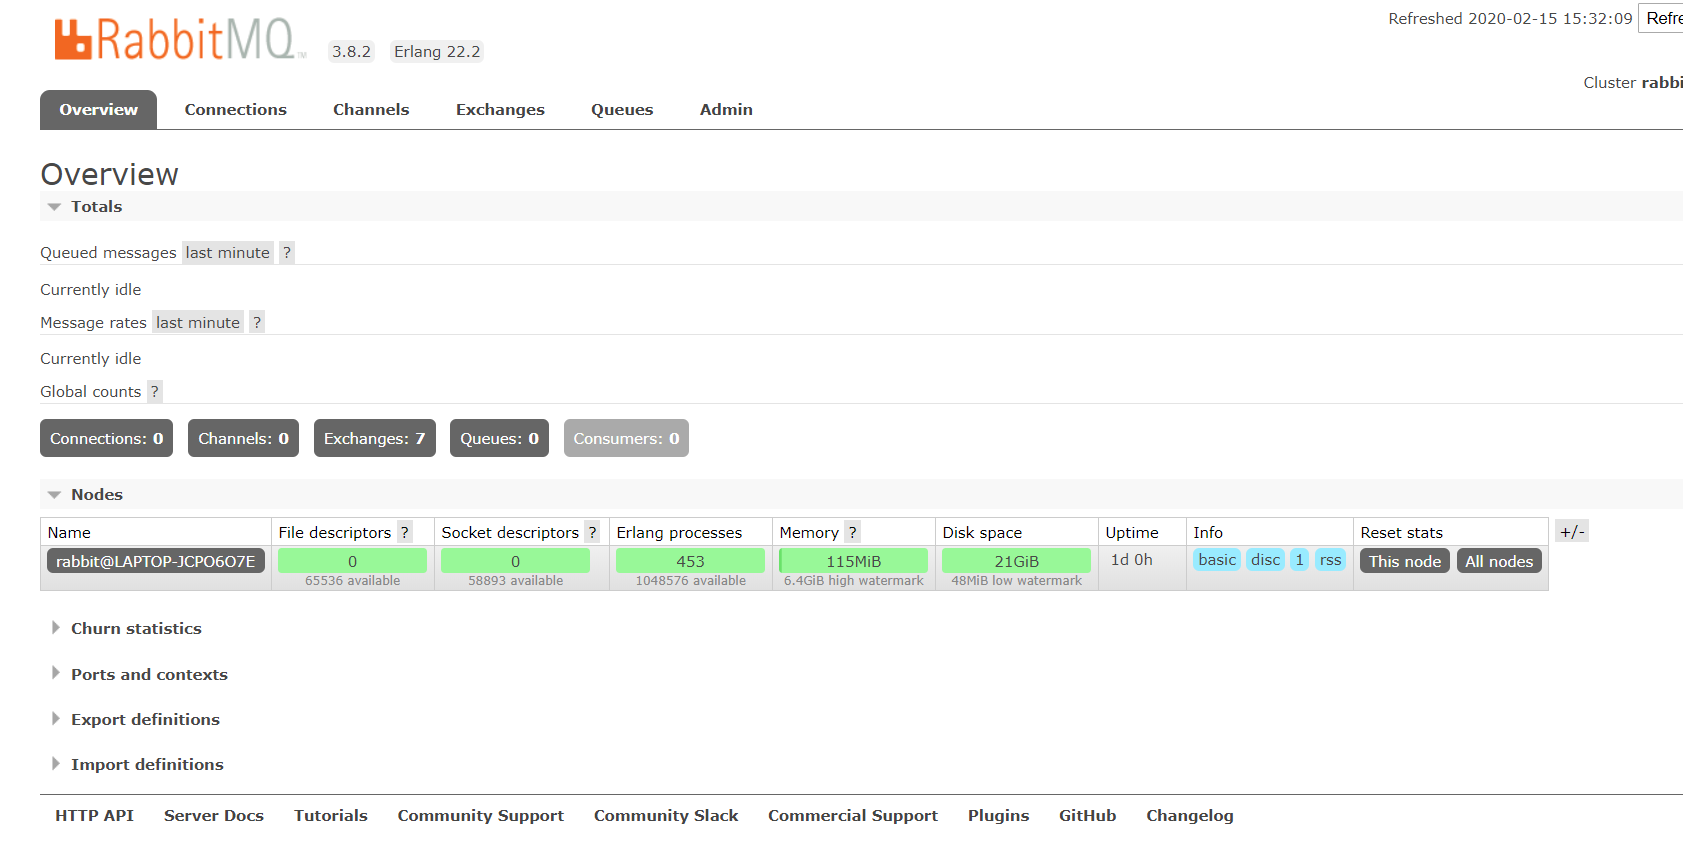 Refreshed 2020-02-15 15:32:09 Refre
RabbitMQ TM 3.8.2 Erlang 22.2
Cluster rabbi
Overview Connections Channels Exchanges Queues Admin
Overview
Totals
Queued messages last minute ?
Currently idle
Message rates last minute ?
Currently idle
Global counts ?
Connections: 0 Channels: 0 Exchanges: 7 Queues: 0 Consumers: 0
Nodes
Name File descriptors ? Socket descriptors ? Erlang processes Memory ? Disk space Uptime Info Reset stats +/-
rabbit@LAPTOP-JCPO6O7E 0 0 453 115MiB 21GiB 1d 0h basic disc 1 rss This node All nodes
65536 available 58893 available 1048576 available 6.4GiB high watermark 48MiB low watermark
Churn statistics
Ports and contexts
Export definitions
Import definitions
HTTP API Server Docs Tutorials Community Support Community Slack Commercial Support Plugins GitHub Changelog